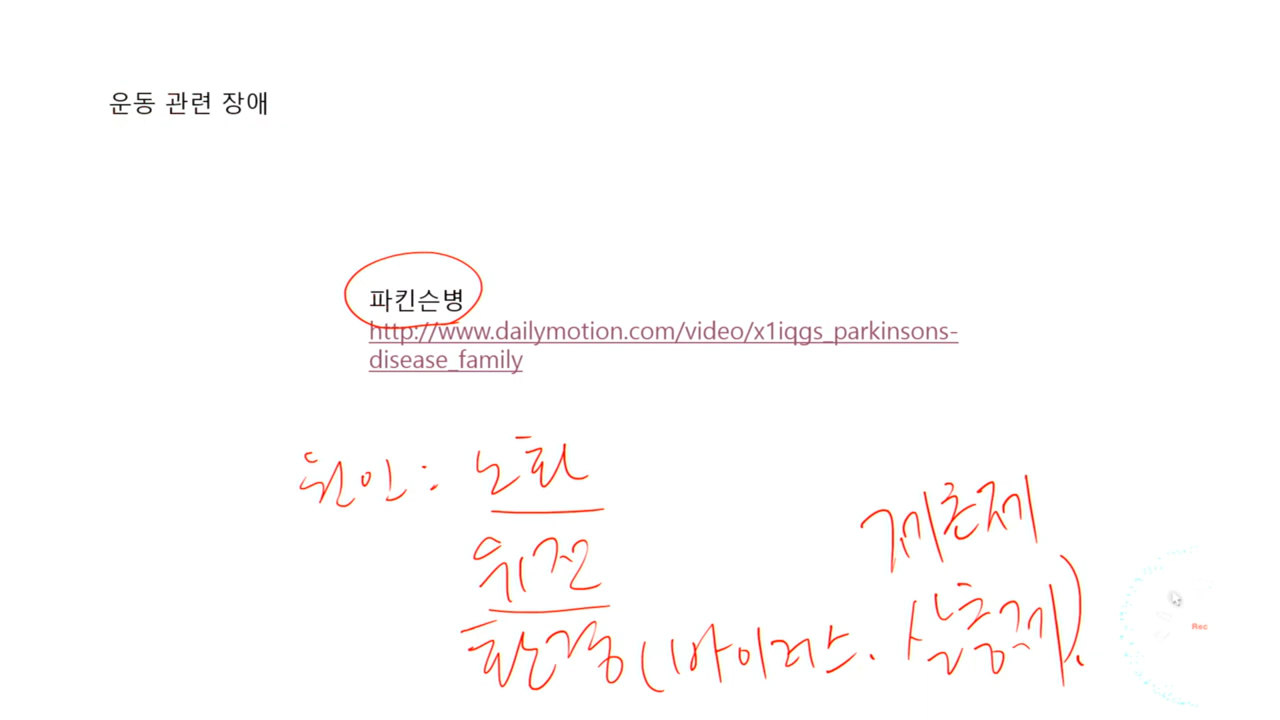 운동 관련 장애
파킨슨병
http://www.dailymotion.com/video/x1iqgs_parkinsons-
disease_family
원인 : 노화
유전
제초제
환경 (바이러스. 살충제).
Rec